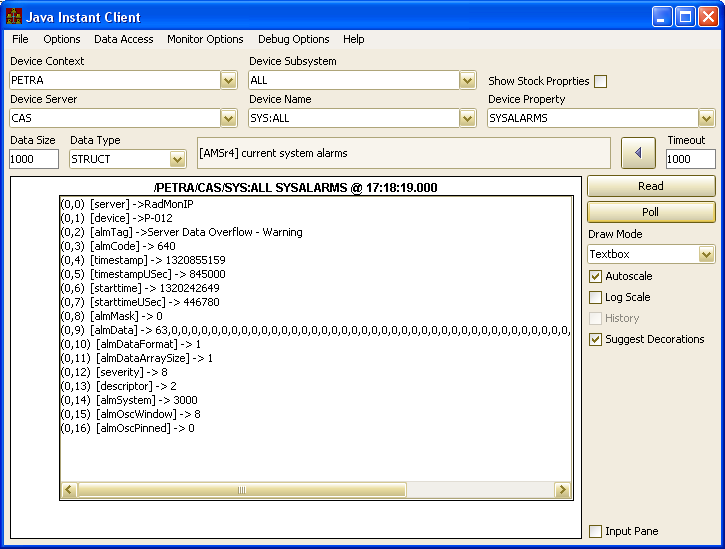 Java Instant Client
File Options Data Access Monitor Options Debug Options Help
Device Context Device Subsystem
PETRA ALL Show Stock Proprties
Device Server Device Name Device Property
CAS SYS:ALL SYSALARMS
Data Size Data Type Timeout
1000 STRUCT [AMSr4] current system alarms 1000
/PETRA/CAS/SYS:ALL SYSALARMS @ 17:18:19.000
(0,0) [server] ->RadMonIP
(0,1) [device] ->P-012
(0,2) [almTag] ->Server Data Overflow - Warning
(0,3) [almCode] -> 640
(0,4) [timestamp] -> 1320855159
(0,5) [timestampUSec] -> 845000
(0,6) [starttime] -> 1320242649
(0,7) [starttimeUSec] -> 446780
(0,8) [almMask] -> 0
(0,9) [almData] -> 63,0,0,0,0,0,0,0,0,0,0,0,0,0,0,0,0,0,0,0,0,0,0,0,0,0,0,0,0,0,0,0,0,0,0,0,0,0,0,0,0,
(0,10) [almDataFormat] -> 1
(0,11) [almDataArraySize] -> 1
(0,12) [severity] -> 8
(0,13) [descriptor] -> 2
(0,14) [almSystem] -> 3000
(0,15) [almOscWindow] -> 8
(0,16) [almOscPinned] -> 0
Read
Poll
Draw Mode
Textbox
Autoscale
Log Scale
History
Suggest Decorations
Input Pane